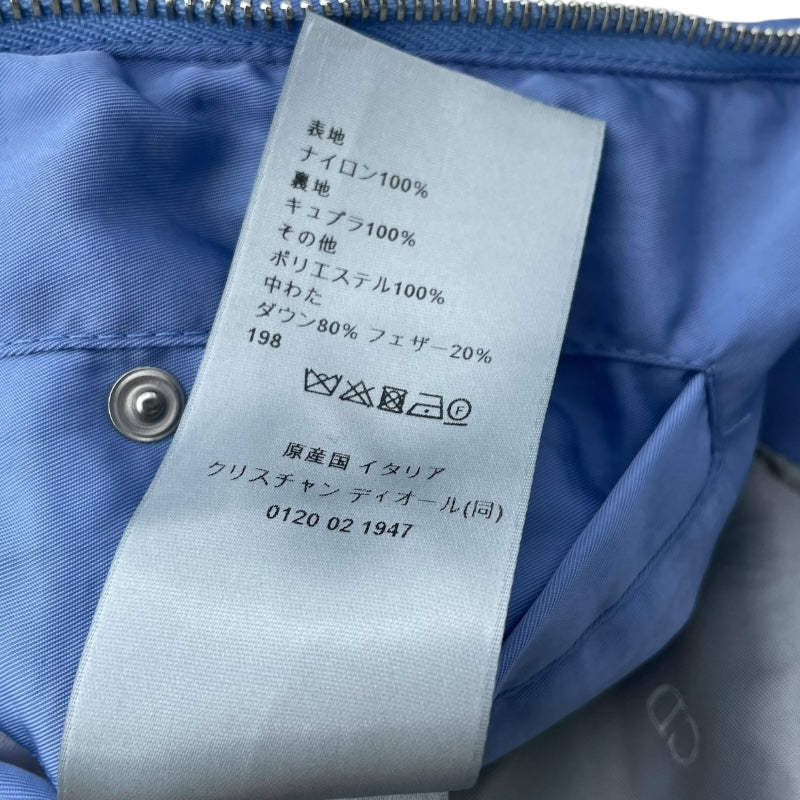 表地
ナイロン100%
裏地
キュプラ100%
その他
ポリエステル100%
中わた
ダウン80% フェザー20%
198
F
原産国 イタリア
クリスチャン ディオール(同)
0120 02 1947
CD